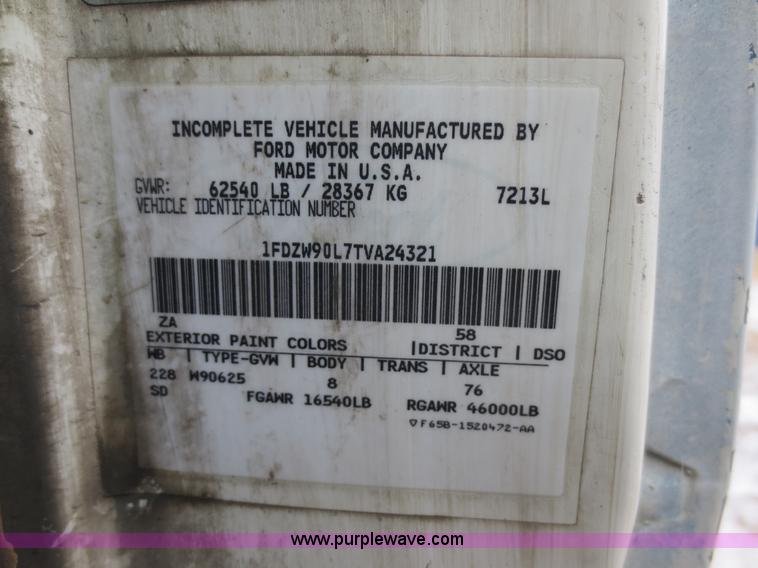 INCOMPLETE VEHICLE MANUFACTURED BY
FORD MOTOR COMPANY
MADE IN U.S.A.
GVWR: 62540 LB / 28367 KG 7213L
VEHICLE IDENTIFICATION NUMBER
1FDZW90L7TVA24321
ZA 58
EXTERIOR PAINT COLORS |DISTRICT | DSO
WB | TYPE-GVW | BODY | TRANS | AXLE
228 W90625 8 76
SD FGAWR 16540LB RGAWR 46000LB
▽F65B-1520472-AA
www.purplewave.com